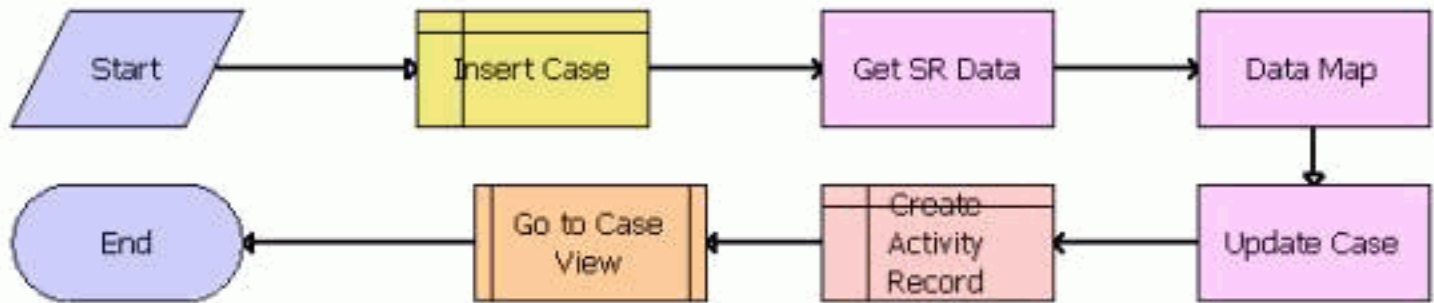 Start
Insert Case
Get SR Data
Data Map
Update Case
Create
Activity
Record
Go to Case
View
End